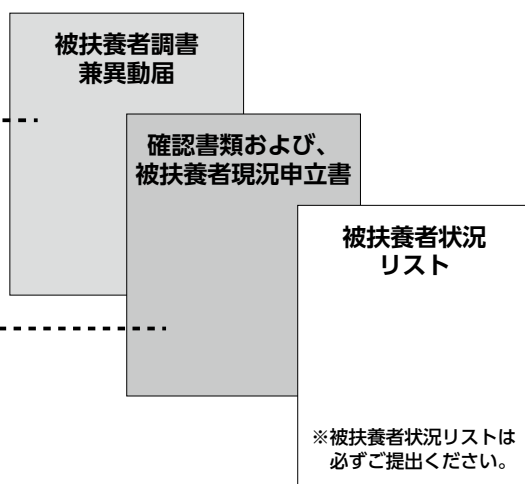 被扶養者調書
兼異動届
確認書類および、
被扶養者現況申立書
被扶養者状況
リスト
※被扶養者状況リストは
必ずご提出ください。